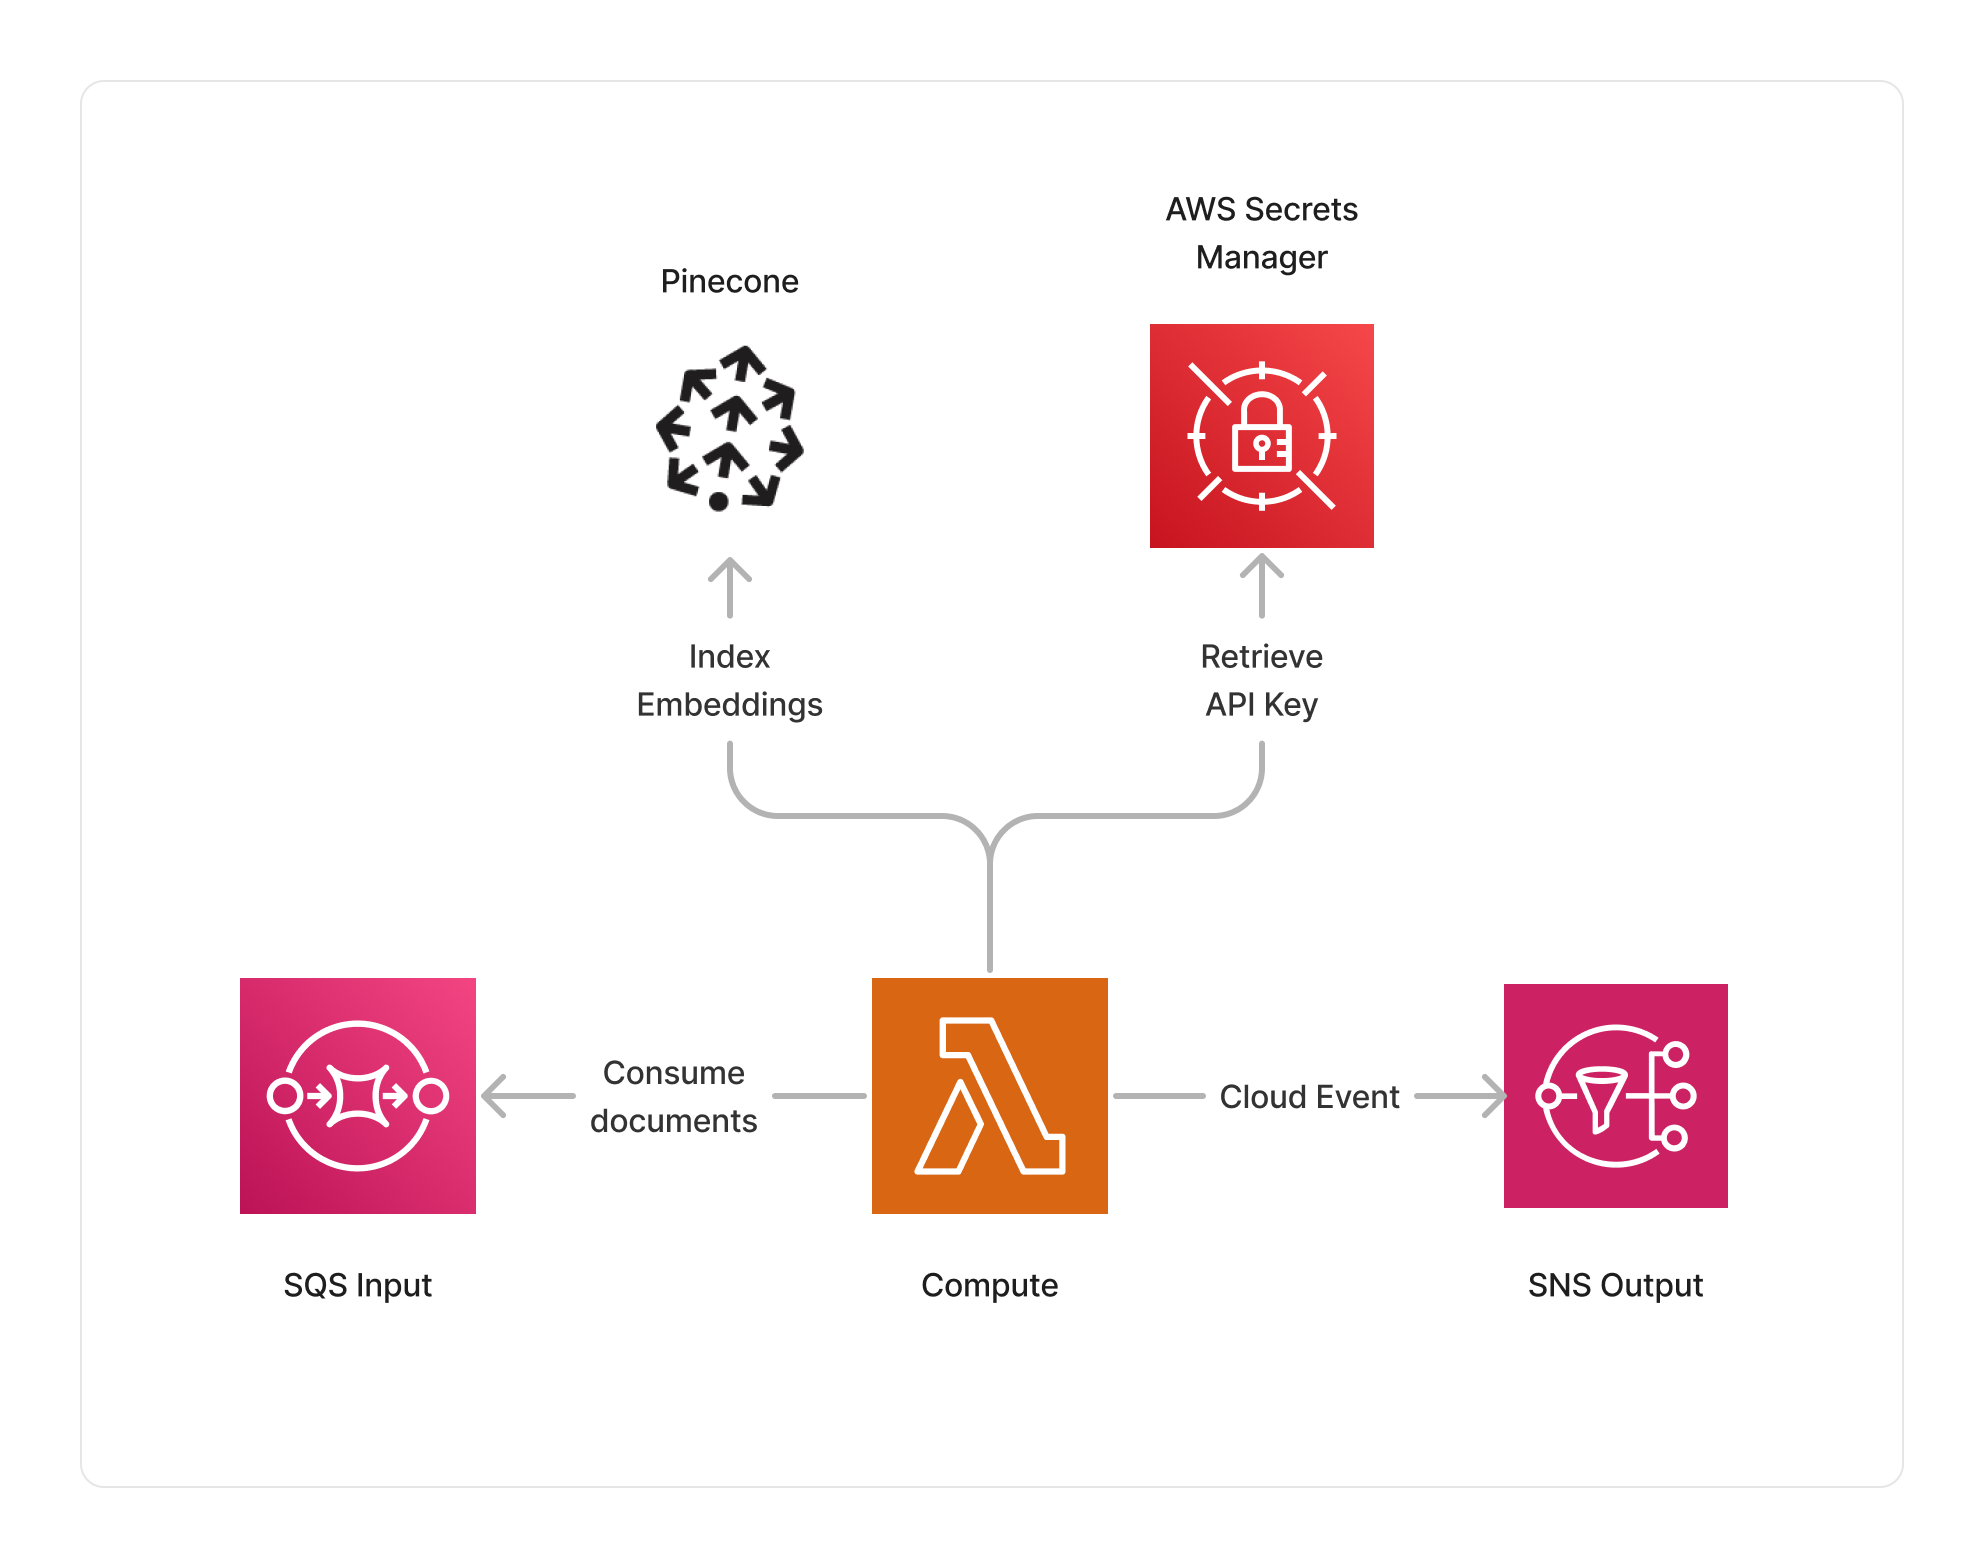 AWS Secrets
Manager
Pinecone
Index
Embeddings
Retrieve
API Key
Consume
documents
Cloud Event
SQS Input
Compute
SNS Output